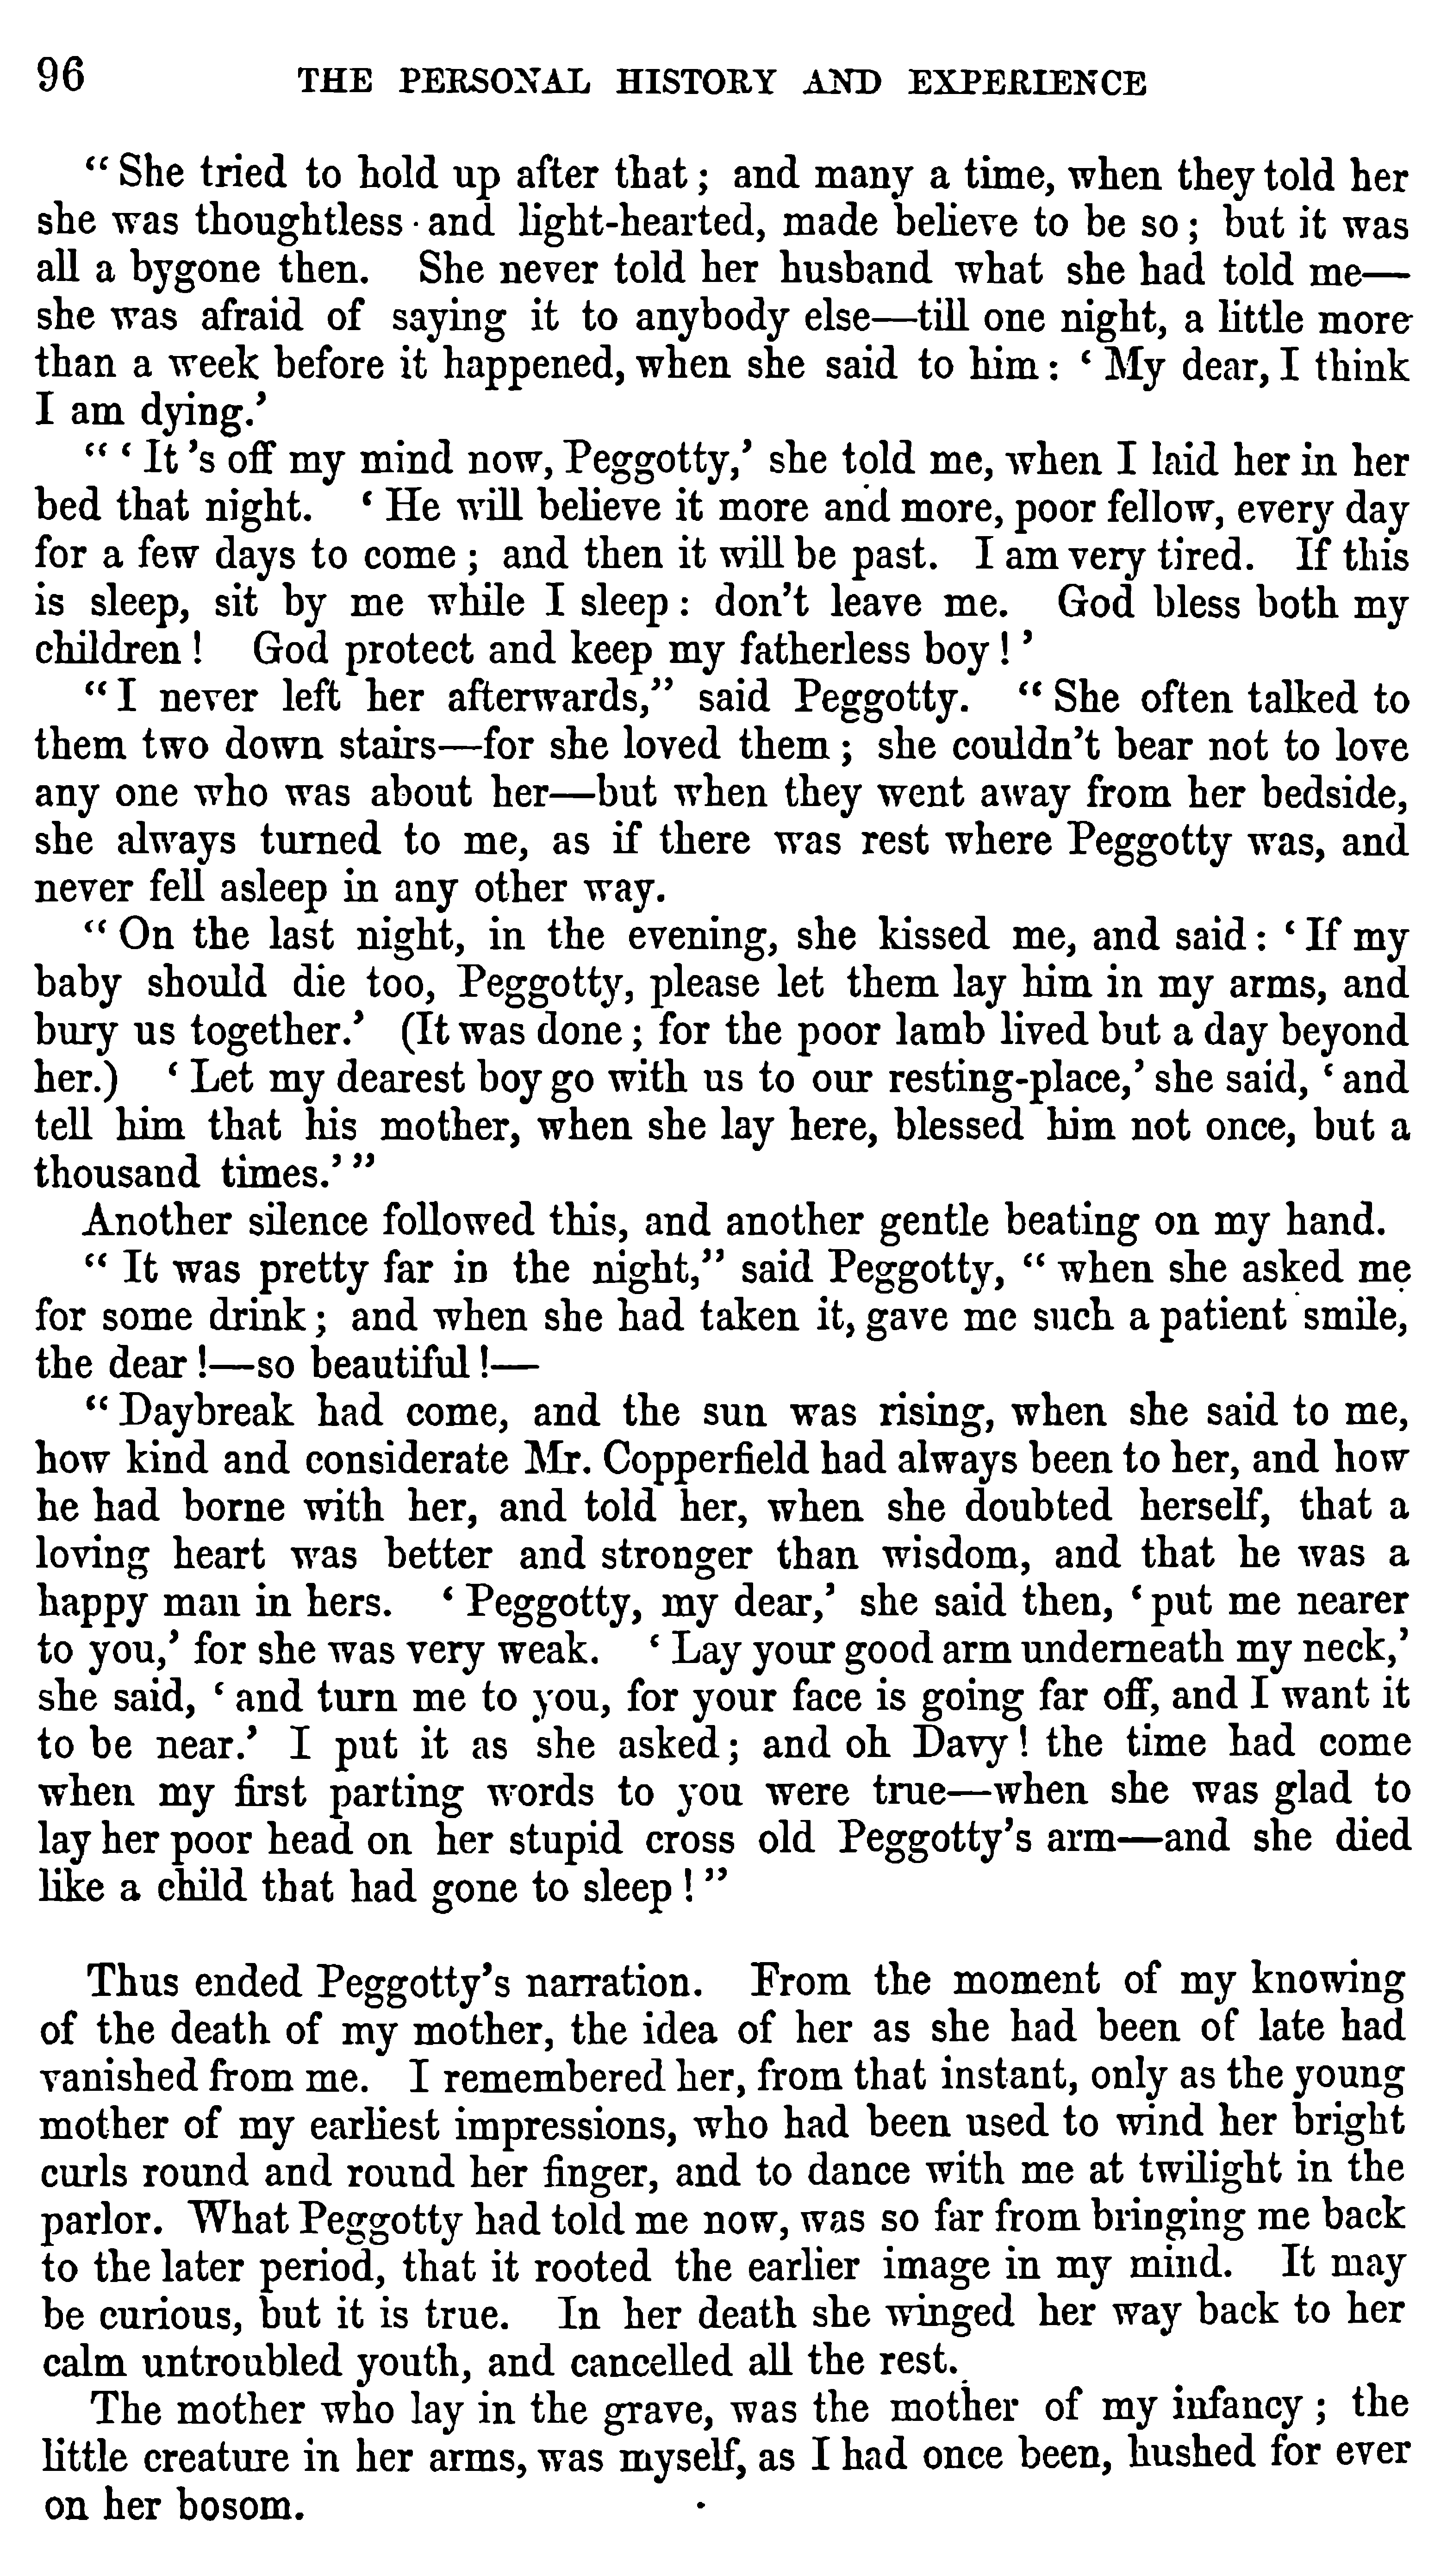 96 THE PERSONAL HISTORY AND EXPERIENCE
“She tried to hold up after that; and many a time, when they told her
she was thoughtless and light-hearted, made believe to be so; but it was
all a bygone then. She never told her husband what she had told me—
she was afraid of saying it to anybody else—till one night, a little more
than a week before it happened, when she said to him: ‘My dear, I think
I am dying.’
“‘It’s off my mind now, Peggotty,’ she told me, when I laid her in her
bed that night. ‘He will believe it more and more, poor fellow, every day
for a few days to come; and then it will be past. I am very tired. If this
is sleep, sit by me while I sleep: don’t leave me. God bless both my
children! God protect and keep my fatherless boy!’
“I never left her afterwards,” said Peggotty. “She often talked to
them two down stairs—for she loved them; she couldn’t bear not to love
any one who was about her—but when they went away from her bedside,
she always turned to me, as if there was rest where Peggotty was, and
never fell asleep in any other way.
“On the last night, in the evening, she kissed me, and said: ‘If my
baby should die too, Peggotty, please let them lay him in my arms, and
bury us together.’ (It was done; for the poor lamb lived but a day beyond
her.) ‘Let my dearest boy go with us to our resting-place,’ she said, ‘and
tell him that his mother, when she lay here, blessed him not once, but a
thousand times.’”
Another silence followed this, and another gentle beating on my hand.
“It was pretty far in the night,” said Peggotty, “when she asked me
for some drink; and when she had taken it, gave me such a patient smile,
the dear!—so beautiful!—
“Daybreak had come, and the sun was rising, when she said to me,
how kind and considerate Mr. Copperfield had always been to her, and how
he had borne with her, and told her, when she doubted herself, that a
loving heart was better and stronger than wisdom, and that he was a
happy man in hers. ‘Peggotty, my dear,’ she said then, ‘put me nearer
to you,’ for she was very weak. ‘Lay your good arm underneath my neck,’
she said, ‘and turn me to you, for your face is going far off, and I want it
to be near.’ I put it as she asked; and oh Davy! the time had come
when my first parting words to you were true—when she was glad to
lay her poor head on her stupid cross old Peggotty’s arm—and she died
like a child that had gone to sleep!”
Thus ended Peggotty’s narration. From the moment of my knowing
of the death of my mother, the idea of her as she had been of late had
vanished from me. I remembered her, from that instant, only as the young
mother of my earliest impressions, who had been used to wind her bright
curls round and round her finger, and to dance with me at twilight in the
parlor. What Peggotty had told me now, was so far from bringing me back
to the later period, that it rooted the earlier image in my mind. It may
be curious, but it is true. In her death she winged her way back to her
calm untroubled youth, and cancelled all the rest.
The mother who lay in the grave, was the mother of my infancy; the
little creature in her arms, was myself, as I had once been, hushed for ever
on her bosom.